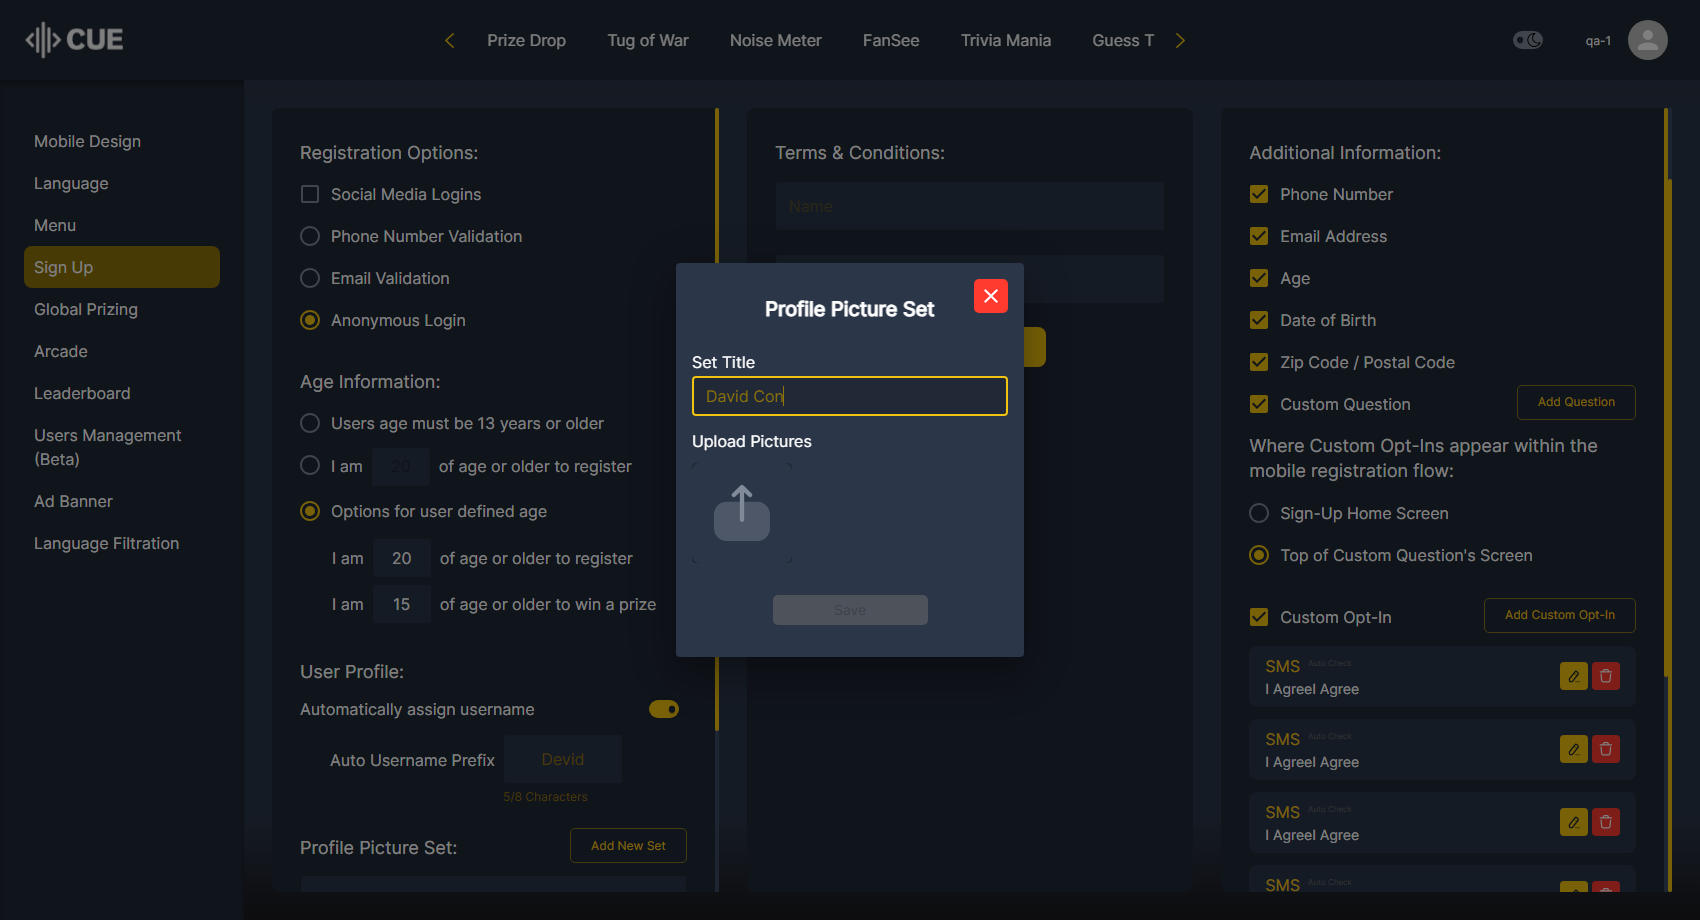 CUE
Prize Drop
Tug of War
Noise Meter
FanSee
Trivia Mania
Guess T
qa-1
Mobile Design
Language
Menu
Sign Up
Global Prizing
Arcade
Leaderboard
Users Management
(Beta)
Ad Banner
Language Filtration
Registration Options:
Social Media Logins
Phone Number Validation
Email Validation
Anonymous Login
Age Information:
Users age must be 13 years or older
I am 20 of age or older to register
Options for user defined age
I am 20 of age or older to register
I am 15 of age or older to win a prize
User Profile:
Automatically assign username
Auto Username Prefix Devid
5/8 Characters
Profile Picture Set: Add New Set
Terms & Conditions:
Name
Profile Picture Set
Set Title
David Con
Upload Pictures
Save
Additional Information:
Phone Number
Email Address
Age
Date of Birth
Zip Code / Postal Code
Custom Question Add Question
Where Custom Opt-Ins appear within the
mobile registration flow:
Sign-Up Home Screen
Top of Custom Question's Screen
Custom Opt-In Add Custom Opt-In
SMS Auto Check
I AgreeI Agree
SMS Auto Check
I AgreeI Agree
SMS Auto Check
I AgreeI Agree
SMS Auto Check